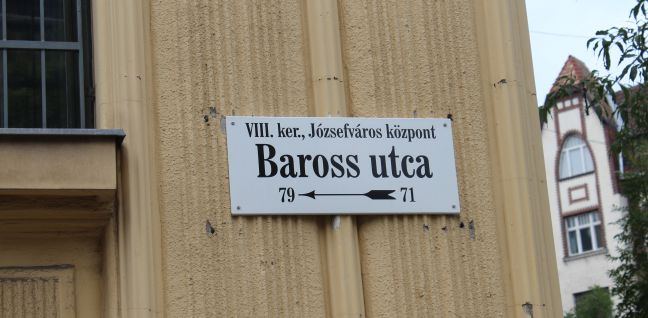 VIII. ker., Józsefváros központ
Baross utca
79 71